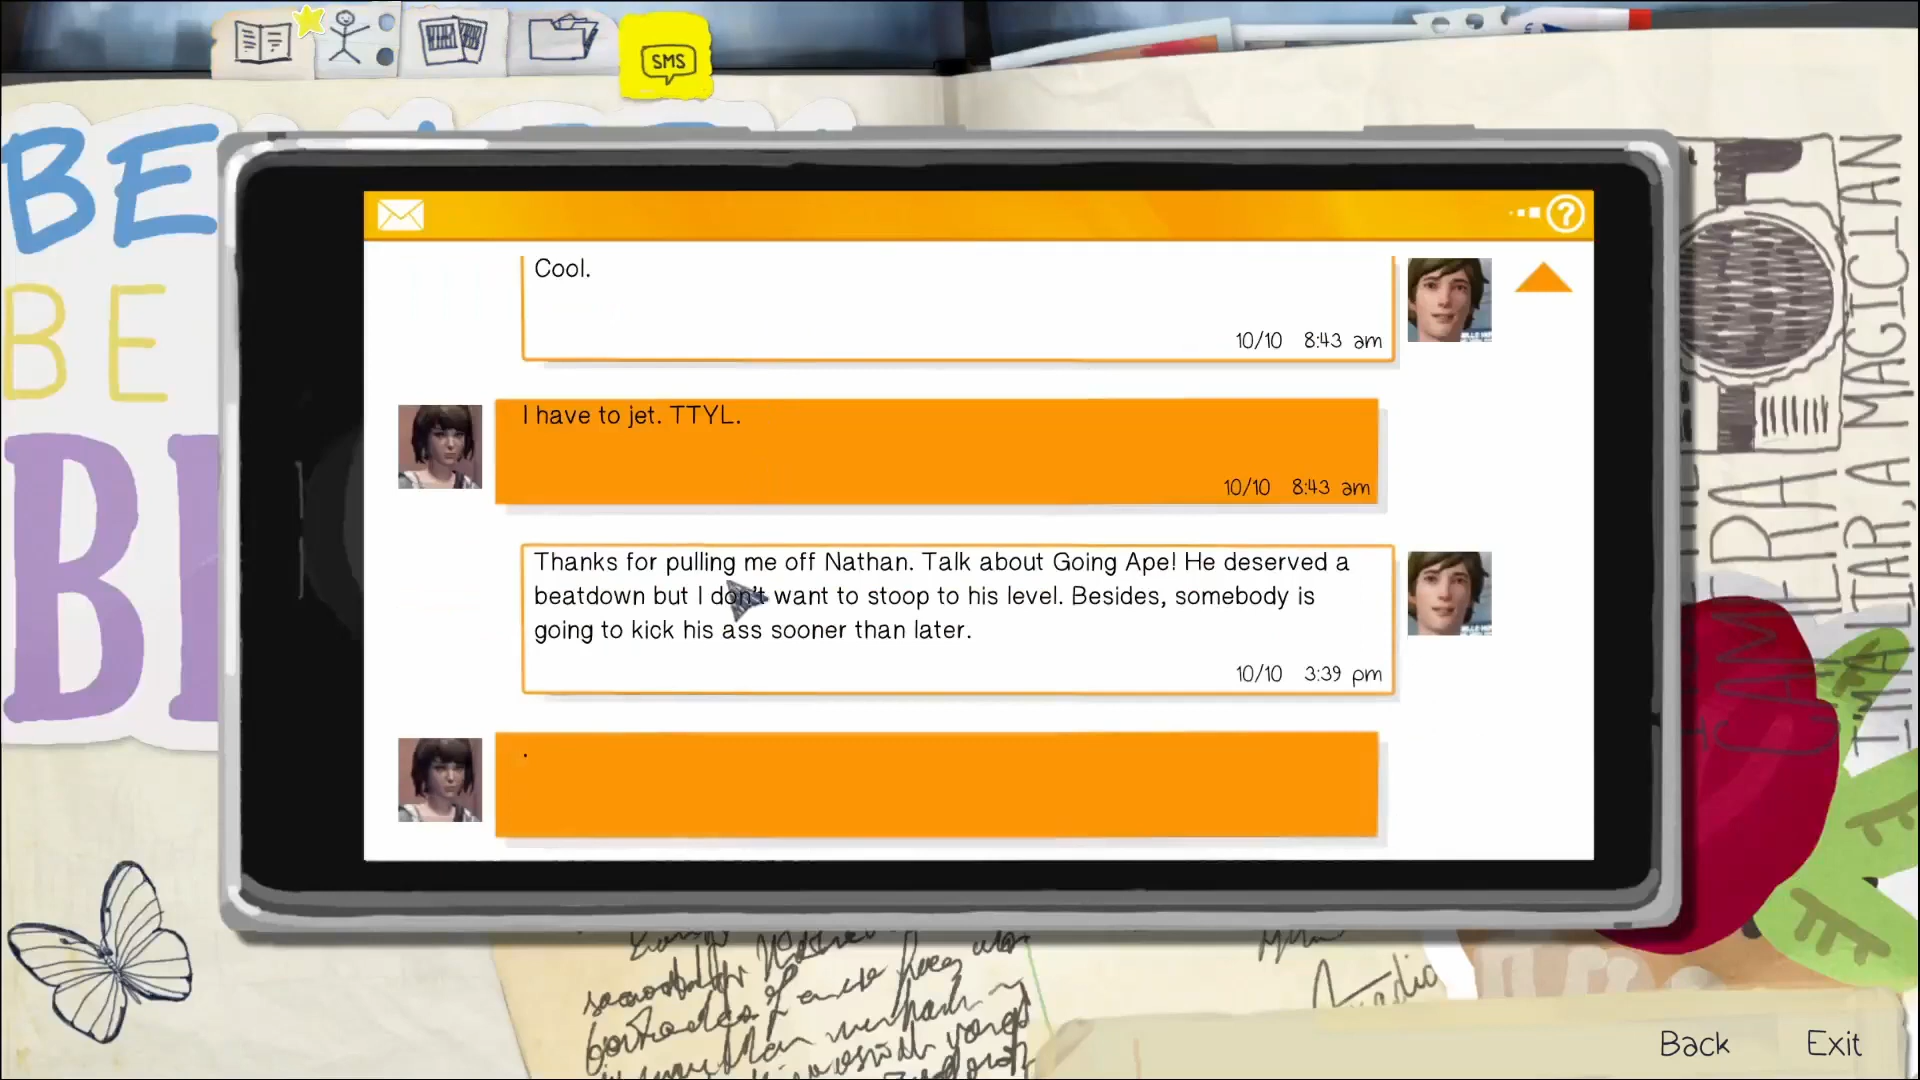 SMS
BE
BE
CAMERA
LIAR, A MAGICIAN
Cool.
10/10 8:43 am
I have to jet. TTYL.
10/10 8:43 am
Thanks for pulling me off Nathan. Talk about Going Ape! He deserved a
beatdown but I don't want to stoop to his level. Besides, somebody is
going to kick his ass sooner than later.
10/10 3:39 pm
.
Back
Exit